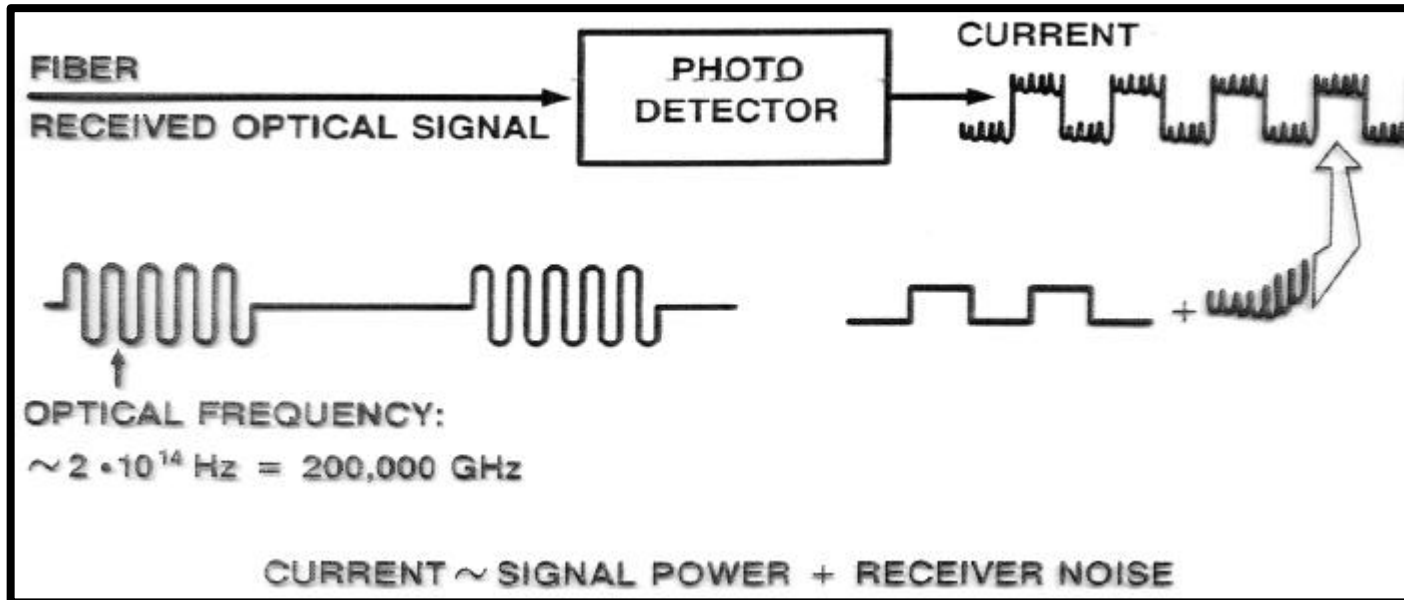 FIBER
RECEIVED OPTICAL SIGNAL
PHOTO
DETECTOR
CURRENT
+
OPTICAL FREQUENCY:
~ 2 • 10¹⁴ Hz = 200,000 GHz
CURRENT ~ SIGNAL POWER + RECEIVER NOISE